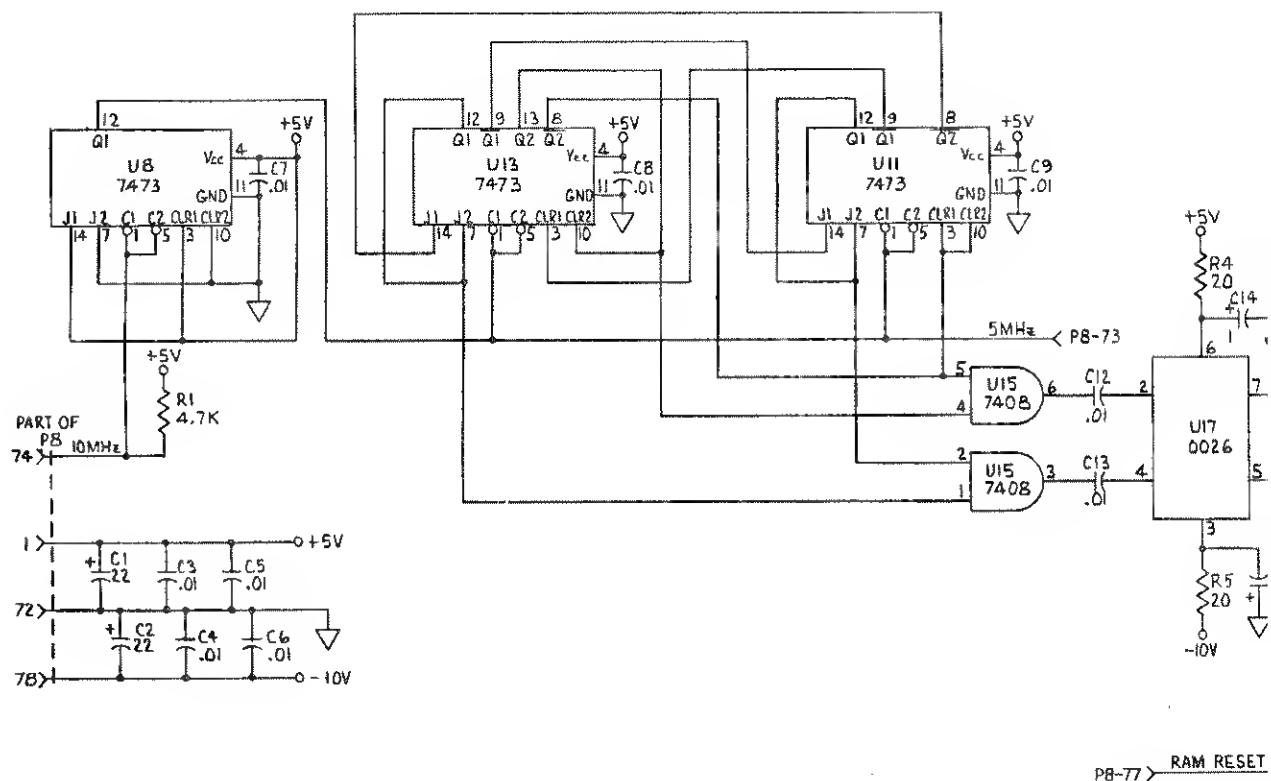 12
Q1
U8
7473
Vcc
4
GND
11
J1 J2 C1 C2 CLR1 CLR2
14 7 1 5 3 10
+5V
C7
.01
12 9 13 8
Q1 Q1 Q2 Q2
U13
7473
Vcc
4
GND
11
J1 J2 C1 C2 CLR1 CLR2
14 7 1 5 3 10
+5V
C8
.01
12 9 8
Q1 Q1 Q2
U11
7473
Vcc
4
GND
11
J1 J2 C1 C2 CLR1 CLR2
14 7 1 5 3 10
+5V
C9
.01
+5V
R4
20
C14
+
1
6
5MHz
P8-73
+5V
R1
4.7K
PART OF
P8
74
10MHz
5
4
U15
7408
6
C12
.01
2
7
U17
0026
2
1
U15
7408
3
C13
.01
4
5
3
R5
20
+
-10V
1
+5V
+
C1
22
C3
.01
C5
.01
72
+
C2
22
C4
.01
C6
.01
78
-10V
P8-77
RAM RESET